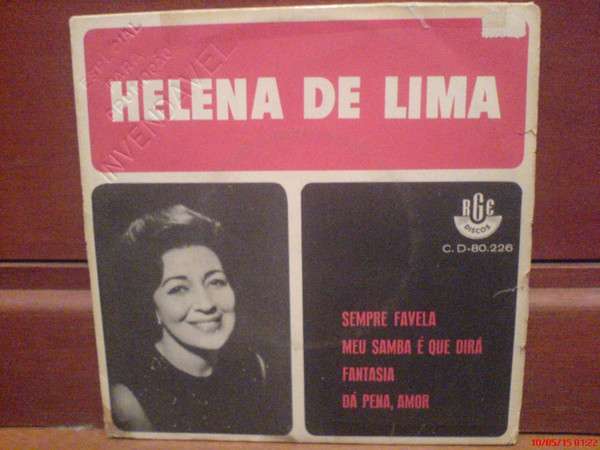 INVENDÁVEL
HELENA DE LIMA
RGE
DISCOS
C. D-80.226
SEMPRE FAVELA
MEU SAMBA É QUE DIRÁ
FANTASIA
DÁ PENA, AMOR
10/05/15 01:22